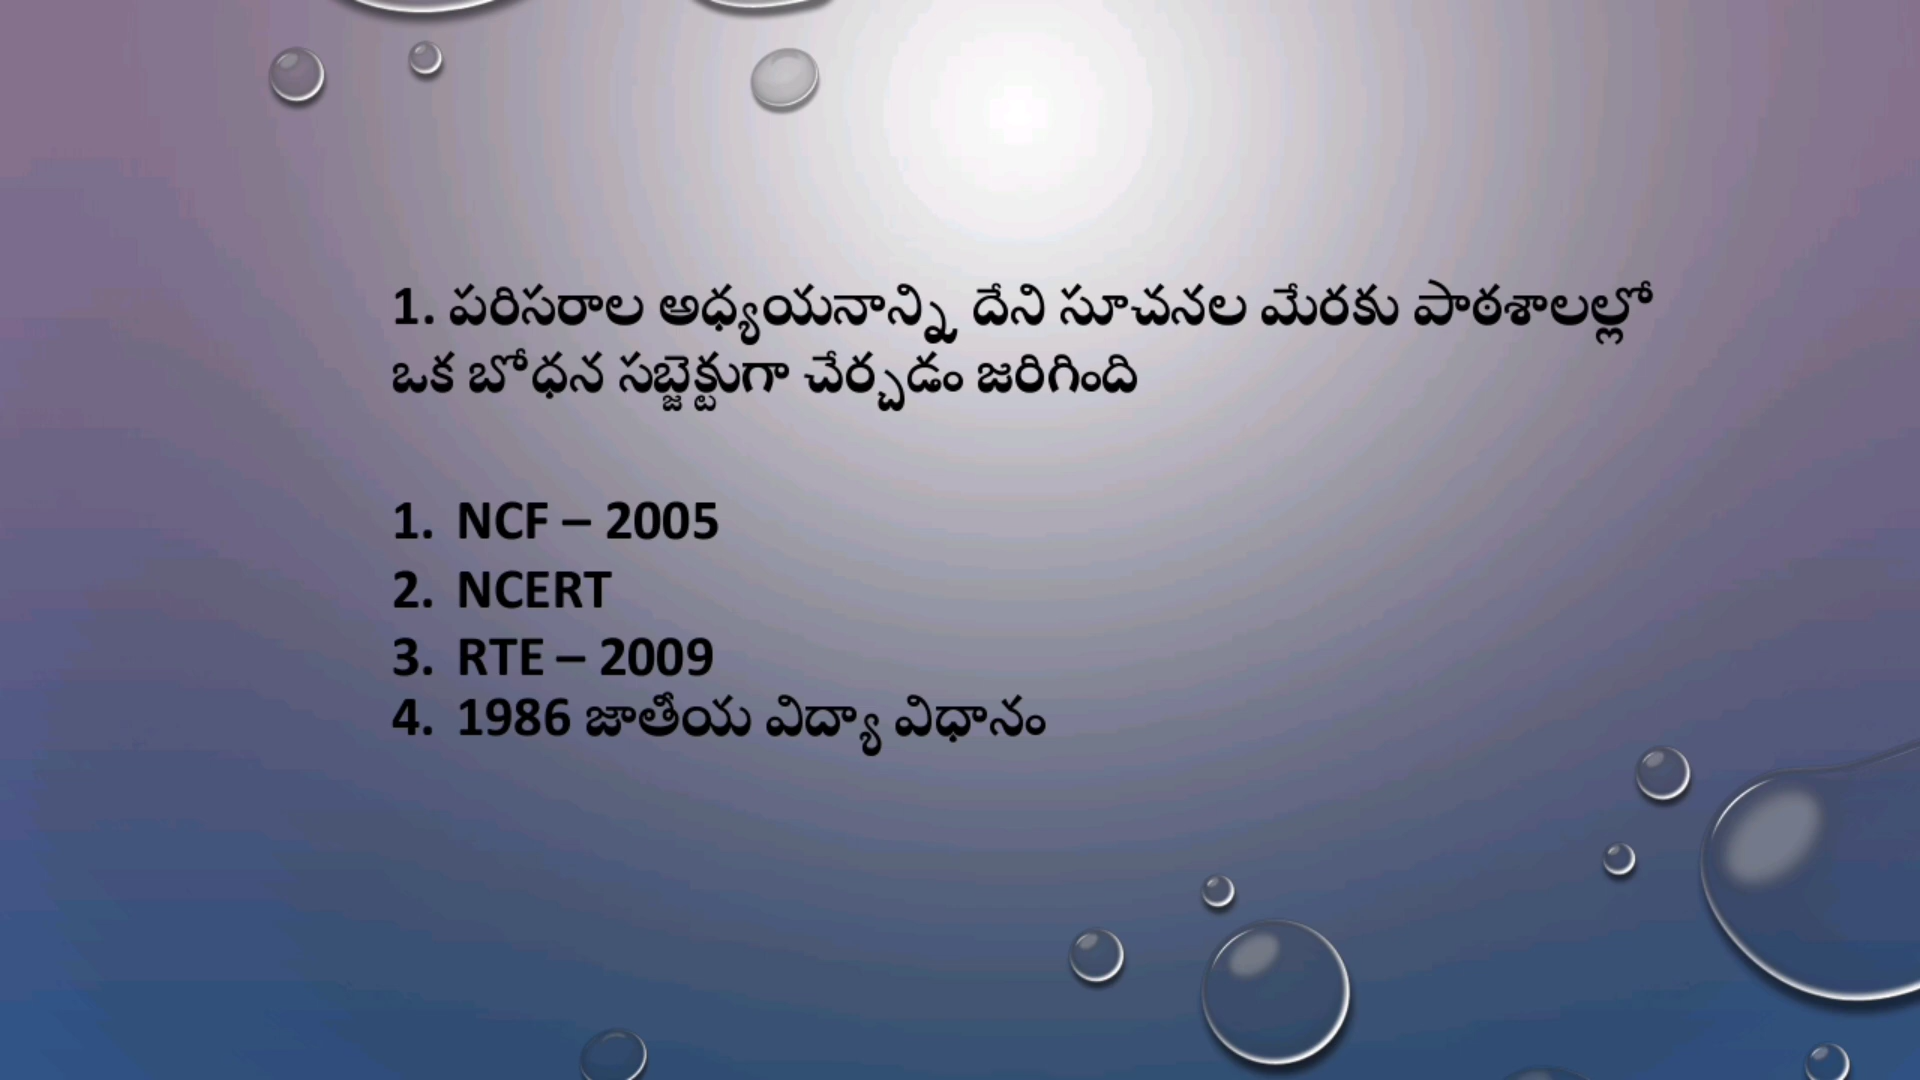 1. పరిసరాల అధ్యయనాన్ని దేని సూచనల మేరకు పాఠశాలల్లో
ఒక బోధన సబ్జెక్టుగా చేర్చడం జరిగింది
1. NCF – 2005
2. NCERT
3. RTE – 2009
4. 1986 జాతీయ విద్యా విధానం